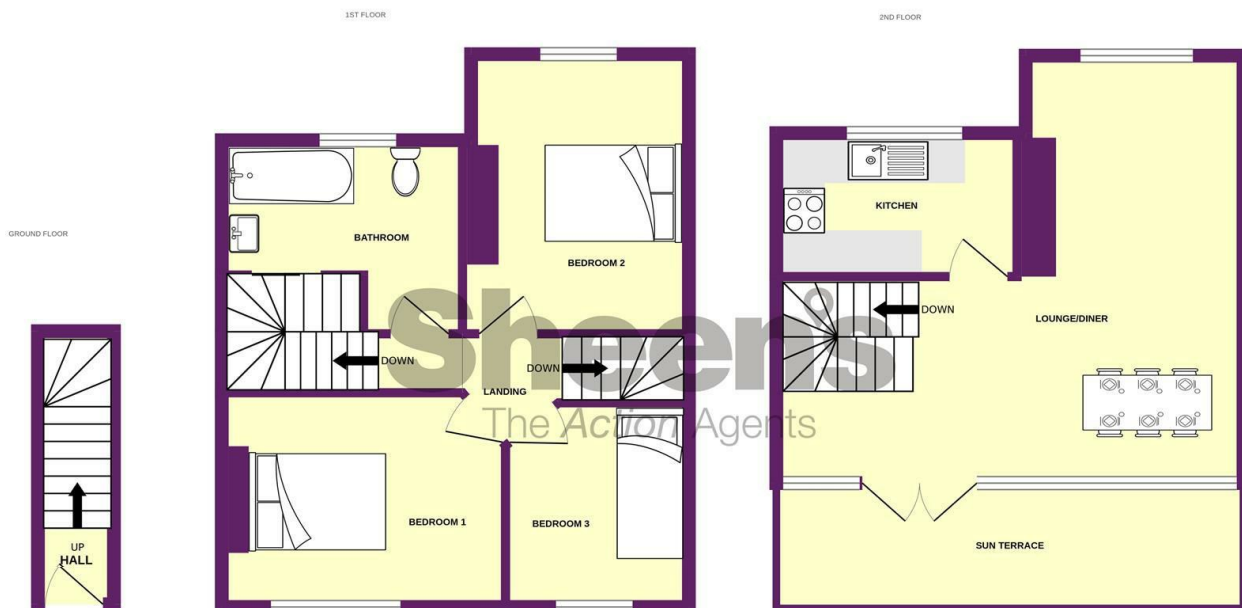 1ST FLOOR
2ND FLOOR
GROUND FLOOR
BATHROOM
BEDROOM 2
KITCHEN
LOUNGE/DINER
DOWN
DOWN
DOWN
LANDING
Sheen's
The Action Agents
BEDROOM 1
BEDROOM 3
SUN TERRACE
UP
HALL